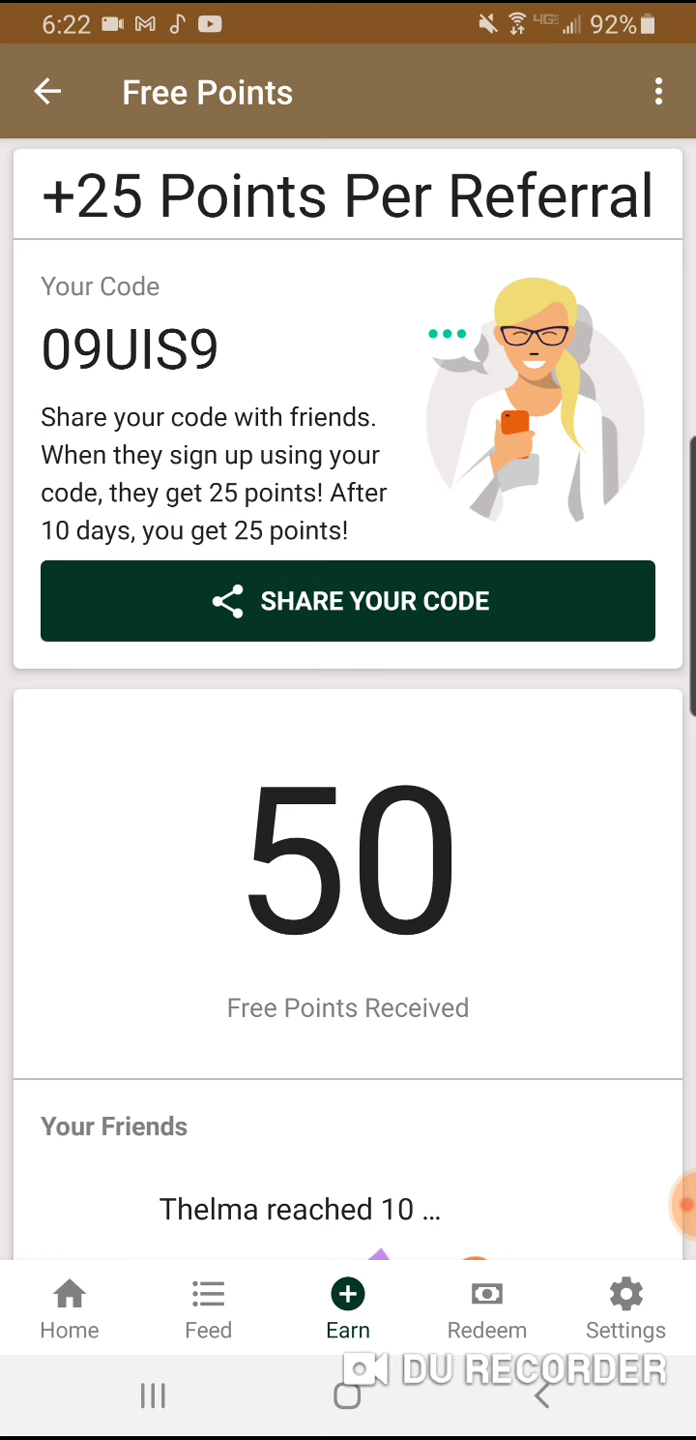 6:22 92%
4GE
Free Points
+25 Points Per Referral
Your Code
09UIS9
Share your code with friends.
When they sign up using your
code, they get 25 points! After
10 days, you get 25 points!
SHARE YOUR CODE
50
Free Points Received
Your Friends
Thelma reached 10 ...
Home Feed Earn Redeem Settings
DU RECORDER